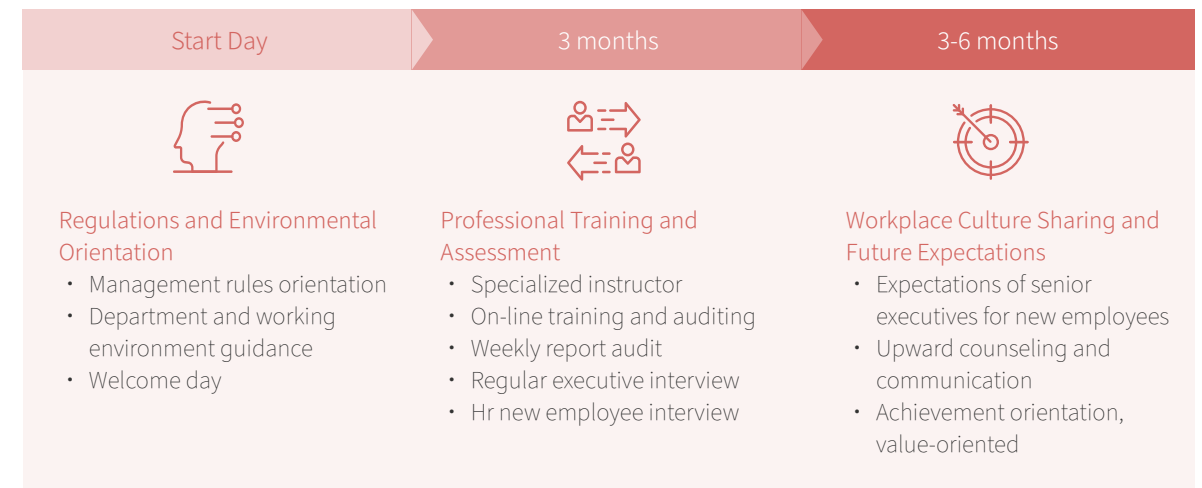 Start Day
3 months
3-6 months
Regulations and Environmental
Orientation
・ Management rules orientation
・ Department and working
environment guidance
・ Welcome day
Professional Training and
Assessment
・ Specialized instructor
・ On-line training and auditing
・ Weekly report audit
・ Regular executive interview
・ Hr new employee interview
Workplace Culture Sharing and
Future Expectations
・ Expectations of senior
executives for new employees
・ Upward counseling and
communication
・ Achievement orientation,
value-oriented